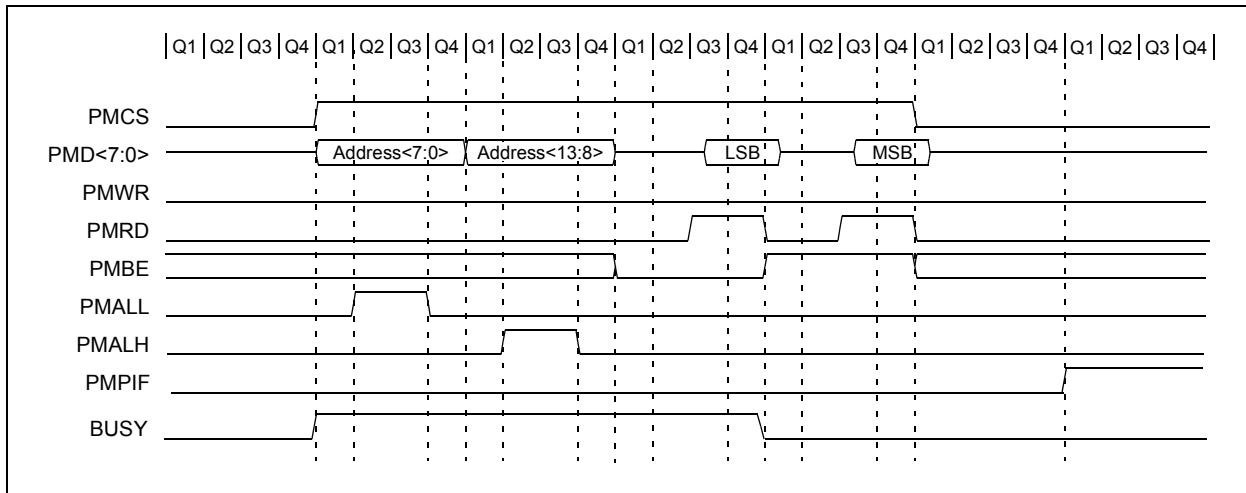 Q1 Q2 Q3 Q4 Q1 Q2 Q3 Q4 Q1 Q2 Q3 Q4 Q1 Q2 Q3 Q4 Q1 Q2 Q3 Q4 Q1 Q2 Q3 Q4 Q1 Q2 Q3 Q4
PMCS
PMD<7:0> Address<7:0> Address<13:8> LSB MSB
PMWR
PMRD
PMBE
PMALL
PMALH
PMPIF
BUSY